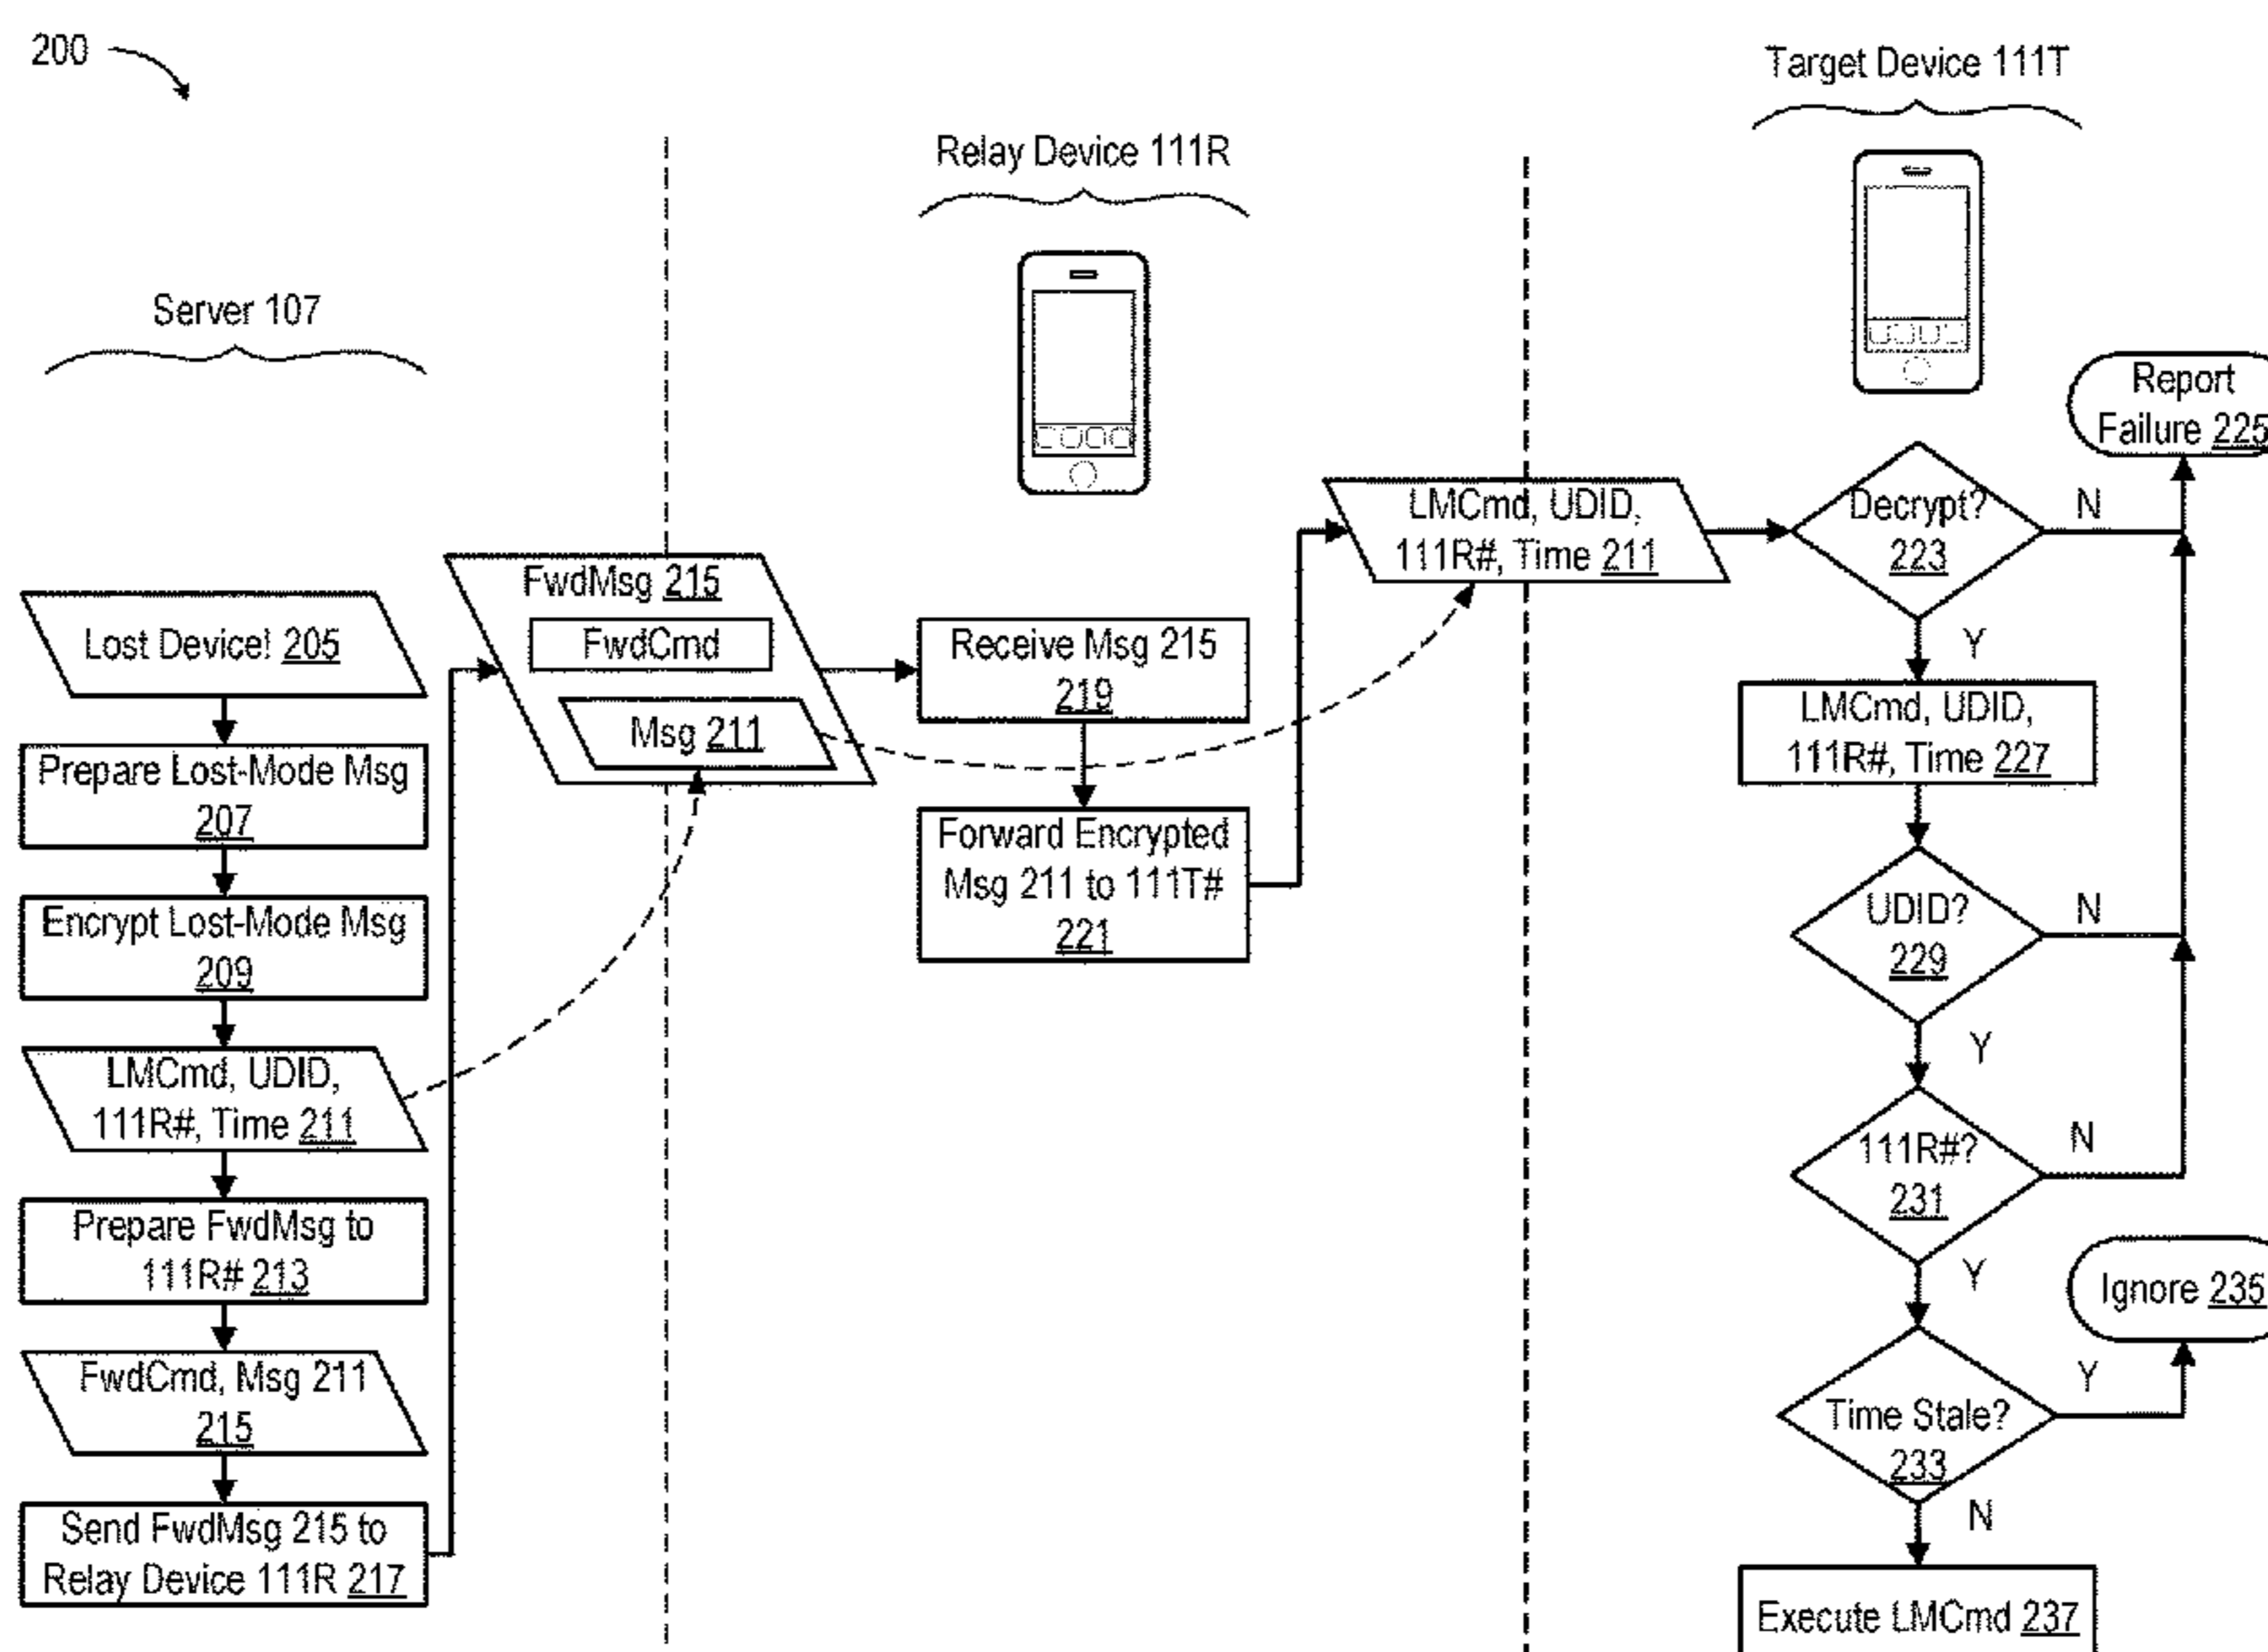 200
Server 107
Lost Device! 205
Prepare Lost-Mode Msg
207
Encrypt Lost-Mode Msg
209
LMCmd, UDID,
111R#, Time 211
Prepare FwdMsg to
111R# 213
FwdCmd, Msg 211
215
Send FwdMsg 215 to
Relay Device 111R 217
FwdMsg 215
FwdCmd
Msg 211
Relay Device 111R
Receive Msg 215
219
Forward Encrypted
Msg 211 to 111T#
221
LMCmd, UDID,
111R#, Time 211
Target Device 111T
Report
Failure 225
Decrypt?
223
N
Y
LMCmd, UDID,
111R#, Time 227
UDID?
229
N
Y
111R#?
231
N
Y
Ignore 235
Time Stale?
233
Y
N
Execute LMCmd 237